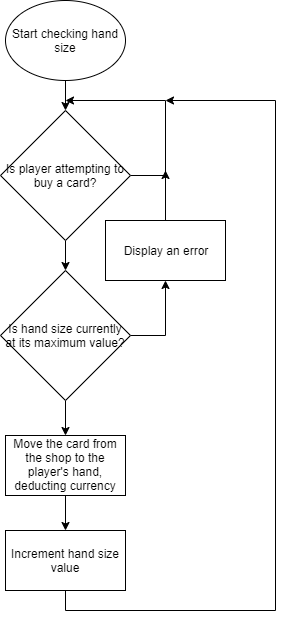 Start checking hand
size
Is player attempting to
buy a card?
Display an error
Is hand size currently
at its maximum value?
Move the card from
the shop to the
player's hand,
deducting currency
Increment hand size
value